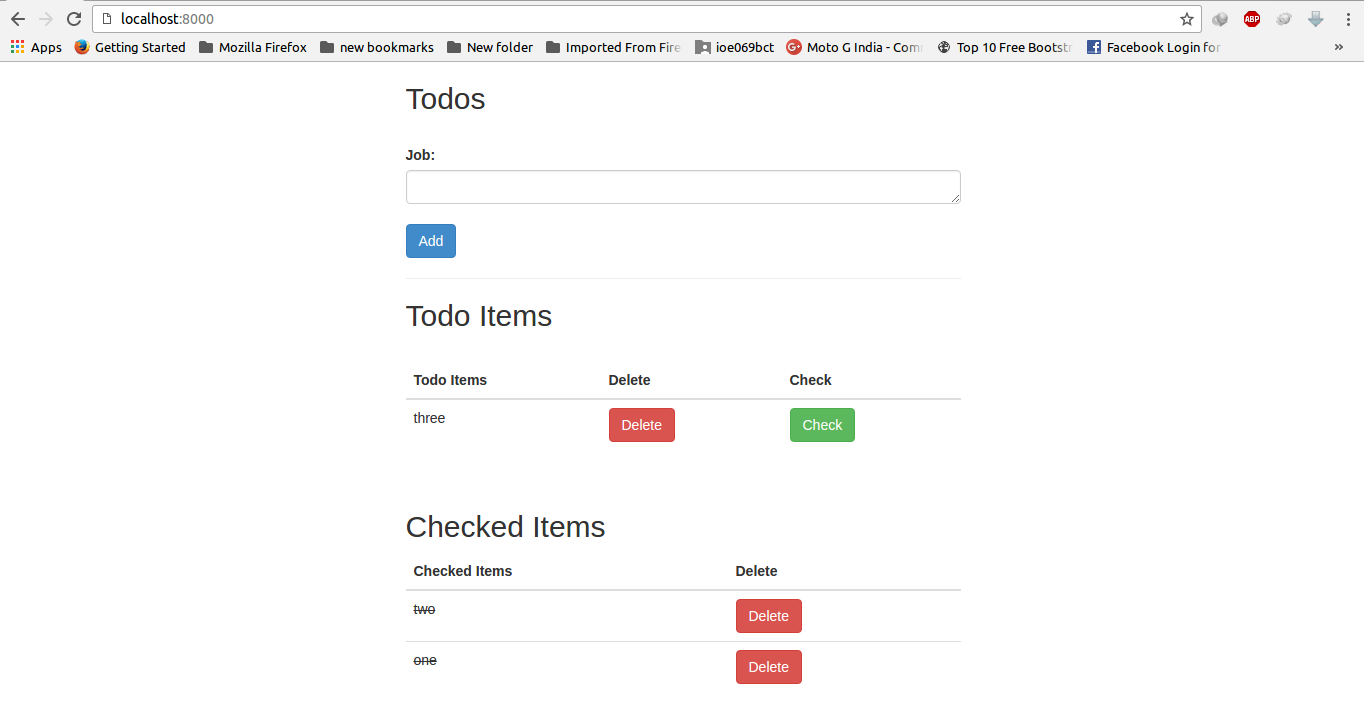 localhost:8000
ABP
Apps Getting Started Mozilla Firefox new bookmarks New folder Imported From Fire ioe069bct G+ Moto G India - Com Top 10 Free Bootstr f Facebook Login for »
Todos
Job:
Add
Todo Items
Todo Items Delete Check
three Delete Check
Checked Items
Checked Items Delete
two Delete
one Delete